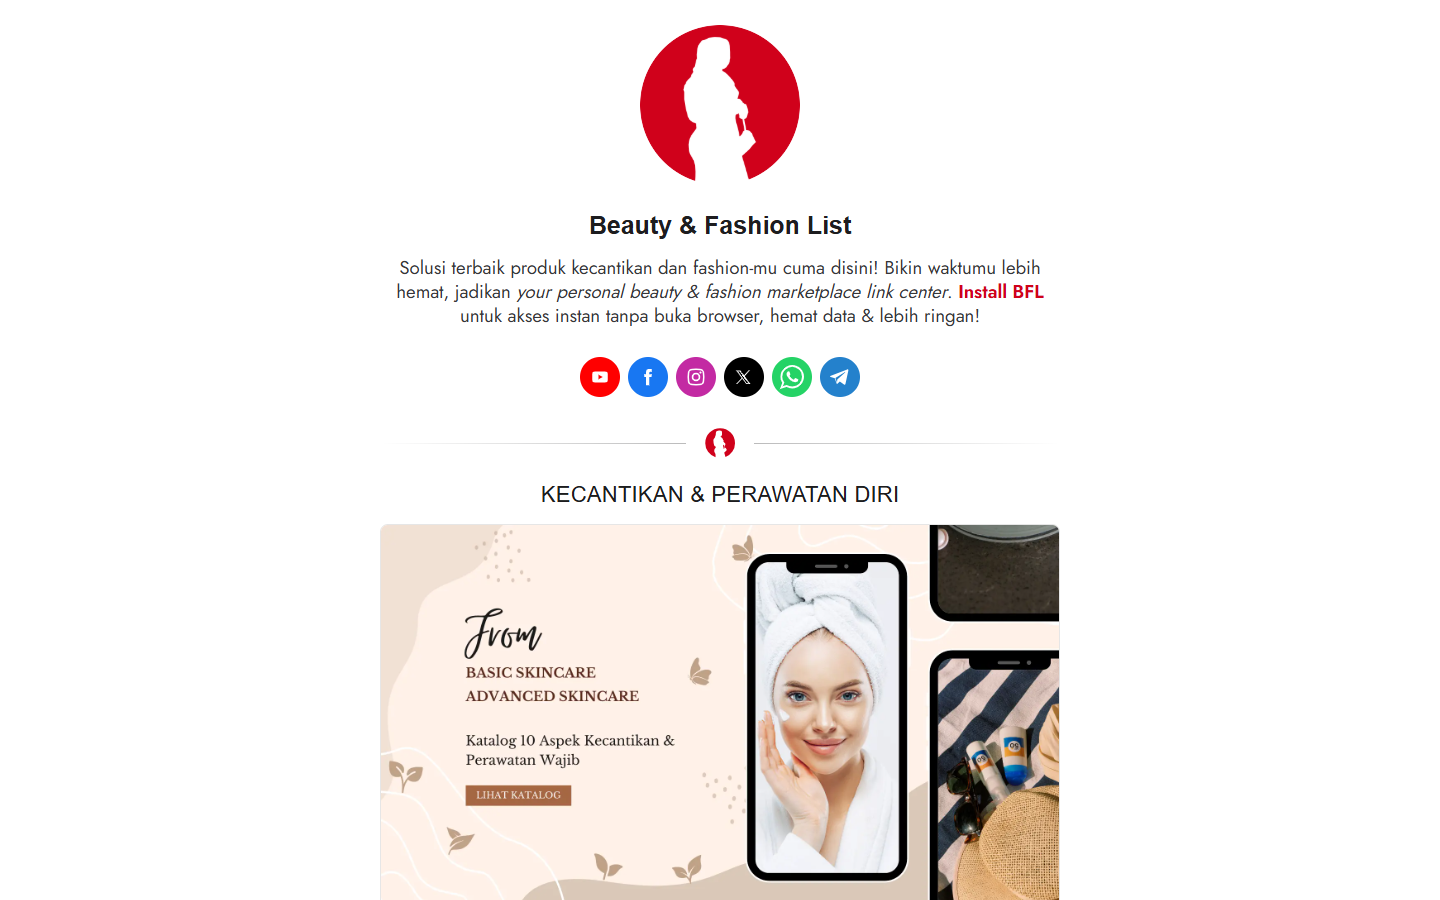 Beauty & Fashion List
Solusi terbaik produk kecantikan dan fashion-mu cuma disini! Bikin waktumu lebih
hemat, jadikan your personal beauty & fashion marketplace link center. Install BFL
untuk akses instan tanpa buka browser, hemat data & lebih ringan!
KECANTIKAN & PERAWATAN DIRI
From
BASIC SKINCARE
ADVANCED SKINCARE
Katalog 10 Aspek Kecantikan &
Perawatan Wajib
LIHAT KATALOG